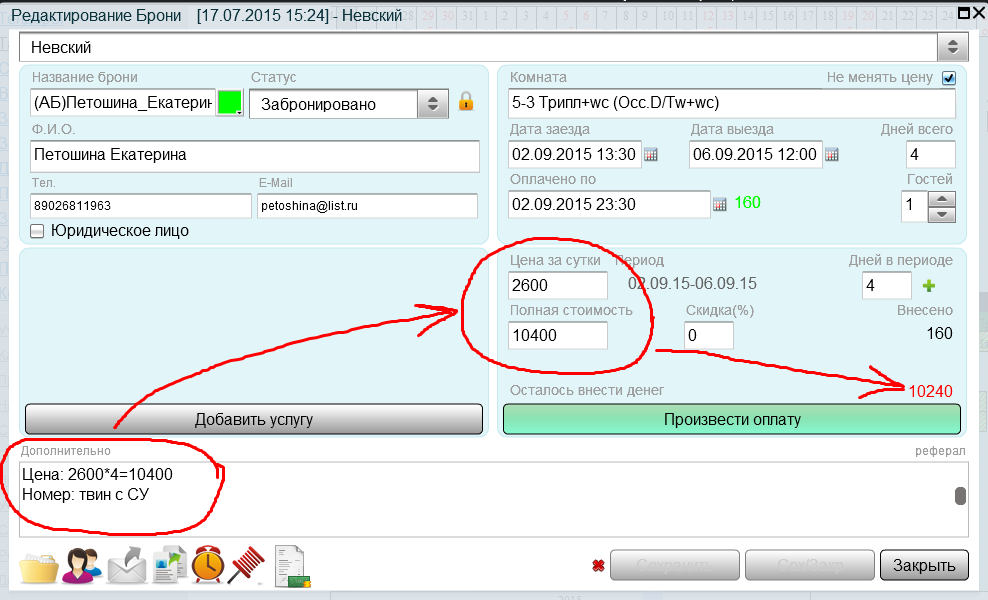 Редактирование Брони [17.07.2015 15:24] - Невский
Невский
Название брони Статус
(АБ)Петошина_Екатерин Забронировано
Ф.И.О.
Петошина Екатерина
Тел. E-Mail
89026811963 petoshina@list.ru
Юридическое лицо
Комната Не менять цену
5-3 Трипл+wc (Occ.D/Tw+wc)
Дата заезда Дата выезда Дней всего
02.09.2015 13:30 06.09.2015 12:00 4
Оплачено по Гостей
02.09.2015 23:30 160 1
Цена за сутки Период Дней в периоде
2600 02.09.15-06.09.15 4
Полная стоимость Скидка(%) Внесено
10400 0 160
Осталось внести денег 10240
Добавить услугу Произвести оплату
Дополнительно реферал
Цена: 2600*4=10400
Номер: твин с СУ
Сохранить Сох/Закр Закрыть